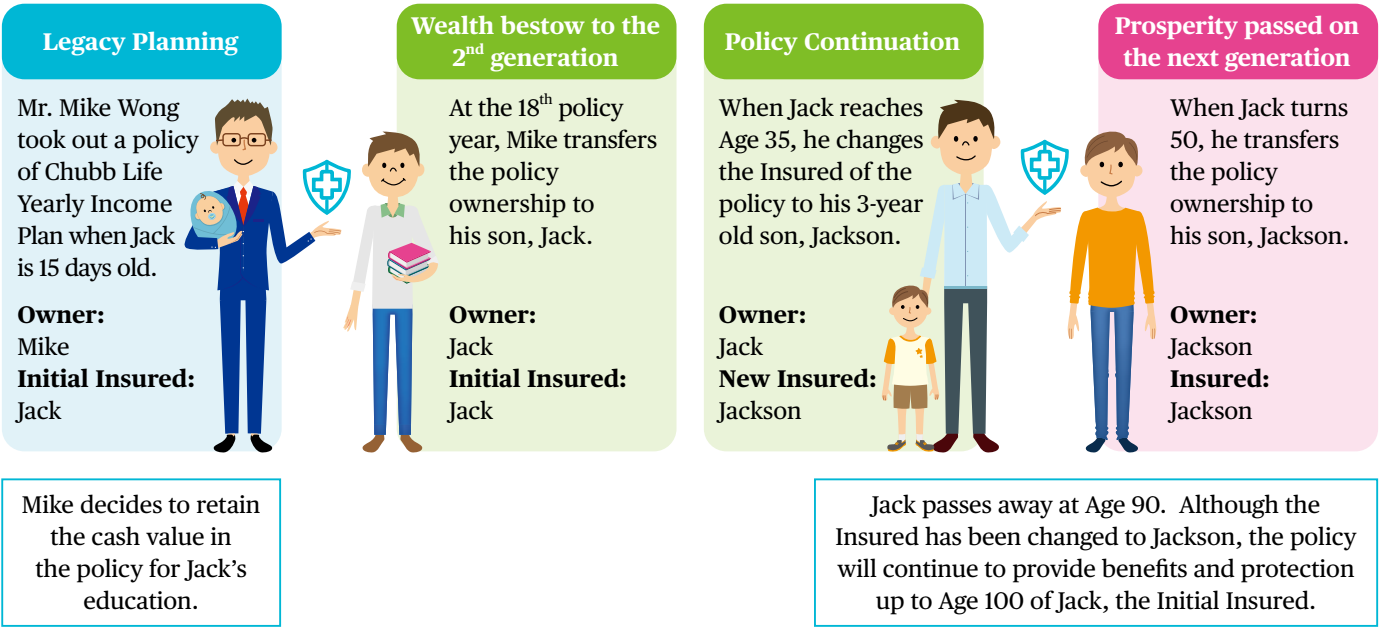 Legacy Planning
Mr. Mike Wong
took out a policy
of Chubb Life
Yearly Income
Plan when Jack
is 15 days old.
Owner:
Mike
Initial Insured:
Jack
Wealth bestow to the
2nd generation
At the 18th policy
year, Mike transfers
the policy
ownership to
his son, Jack.
Owner:
Jack
Initial Insured:
Jack
Policy Continuation
When Jack reaches
Age 35, he changes
the Insured of the
policy to his 3-year
old son, Jackson.
Owner:
Jack
New Insured:
Jackson
Prosperity passed on
the next generation
When Jack turns
50, he transfers
the policy
ownership to
his son, Jackson.
Owner:
Jackson
Insured:
Jackson
Mike decides to retain
the cash value in
the policy for Jack's
education.
Jack passes away at Age 90.  Although the
Insured has been changed to Jackson, the policy
will continue to provide benefits and protection
up to Age 100 of Jack, the Initial Insured.